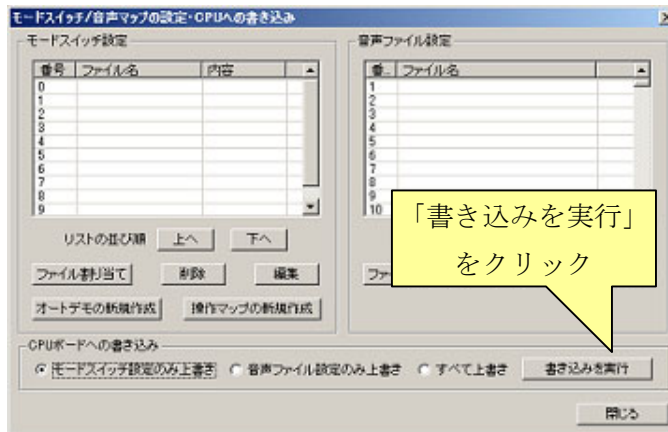 モードスイッチ/音声マップの設定・CPUへの書き込み
モードスイッチ設定
番号 ファイル名 内容
0
1
2
3
4
5
6
7
8
9
リストの並び順 上へ 下へ
ファイル割り当て 削除 編集
オートデモの新規作成 操作マップの新規作成
音声ファイル設定
番.. ファイル名
1
2
3
4
5
6
7
8
9
10
「書き込みを実行」
をクリック
CPUボードへの書き込み
モードスイッチ設定のみ上書き 音声ファイル設定のみ上書き すべて上書き 書き込みを実行
閉じる